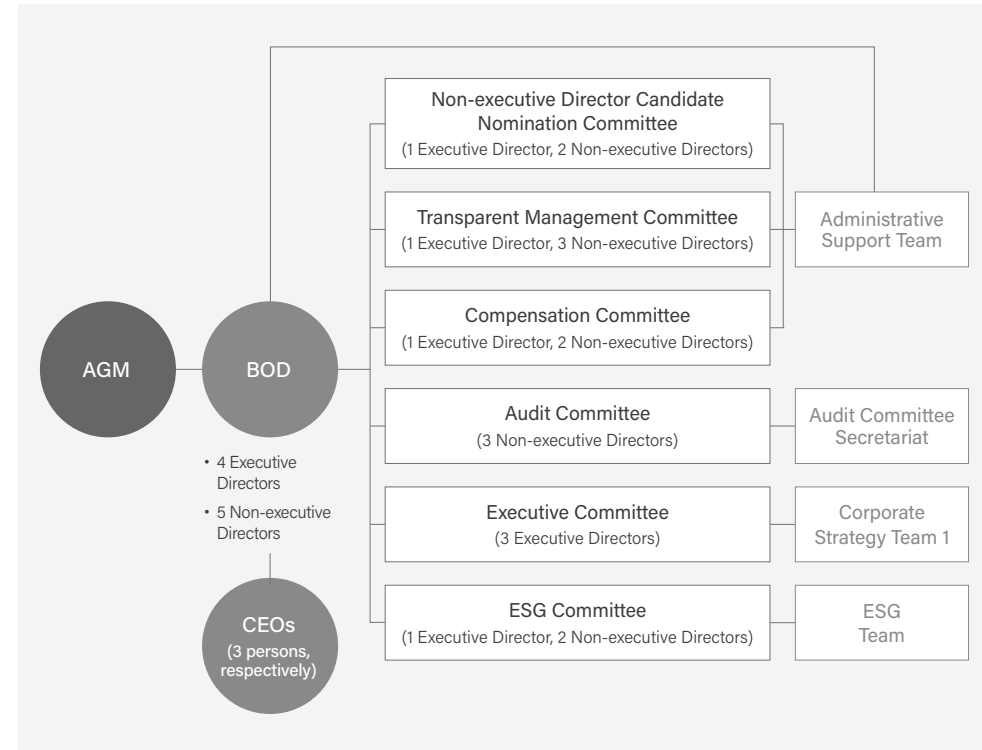 Non-executive Director Candidate
Nomination Committee
(1 Executive Director, 2 Non-executive Directors)
Transparent Management Committee
(1 Executive Director, 3 Non-executive Directors)
Administrative
Support Team
Compensation Committee
(1 Executive Director, 2 Non-executive Directors)
AGM
BOD
• 4 Executive
Directors
• 5 Non-executive
Directors
Audit Committee
(3 Non-executive Directors)
Audit Committee
Secretariat
Executive Committee
(3 Executive Directors)
Corporate
Strategy Team 1
CEOs
(3 persons,
respectively)
ESG Committee
(1 Executive Director, 2 Non-executive Directors)
ESG
Team